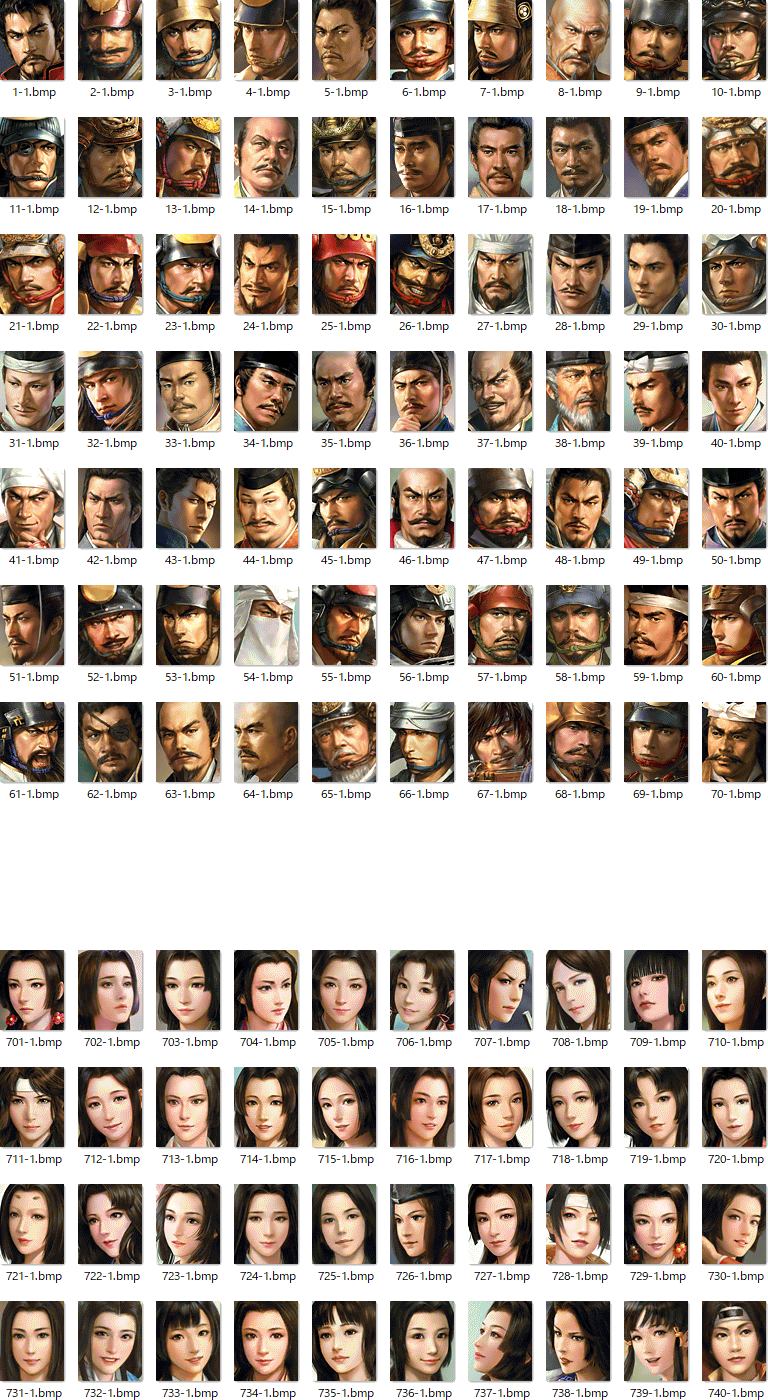 1-1.bmp 2-1.bmp 3-1.bmp 4-1.bmp 5-1.bmp 6-1.bmp 7-1.bmp 8-1.bmp 9-1.bmp 10-1.bmp
11-1.bmp 12-1.bmp 13-1.bmp 14-1.bmp 15-1.bmp 16-1.bmp 17-1.bmp 18-1.bmp 19-1.bmp 20-1.bmp
21-1.bmp 22-1.bmp 23-1.bmp 24-1.bmp 25-1.bmp 26-1.bmp 27-1.bmp 28-1.bmp 29-1.bmp 30-1.bmp
31-1.bmp 32-1.bmp 33-1.bmp 34-1.bmp 35-1.bmp 36-1.bmp 37-1.bmp 38-1.bmp 39-1.bmp 40-1.bmp
41-1.bmp 42-1.bmp 43-1.bmp 44-1.bmp 45-1.bmp 46-1.bmp 47-1.bmp 48-1.bmp 49-1.bmp 50-1.bmp
51-1.bmp 52-1.bmp 53-1.bmp 54-1.bmp 55-1.bmp 56-1.bmp 57-1.bmp 58-1.bmp 59-1.bmp 60-1.bmp
61-1.bmp 62-1.bmp 63-1.bmp 64-1.bmp 65-1.bmp 66-1.bmp 67-1.bmp 68-1.bmp 69-1.bmp 70-1.bmp
701-1.bmp 702-1.bmp 703-1.bmp 704-1.bmp 705-1.bmp 706-1.bmp 707-1.bmp 708-1.bmp 709-1.bmp 710-1.bmp
711-1.bmp 712-1.bmp 713-1.bmp 714-1.bmp 715-1.bmp 716-1.bmp 717-1.bmp 718-1.bmp 719-1.bmp 720-1.bmp
721-1.bmp 722-1.bmp 723-1.bmp 724-1.bmp 725-1.bmp 726-1.bmp 727-1.bmp 728-1.bmp 729-1.bmp 730-1.bmp
731-1.bmp 732-1.bmp 733-1.bmp 734-1.bmp 735-1.bmp 736-1.bmp 737-1.bmp 738-1.bmp 739-1.bmp 740-1.bmp